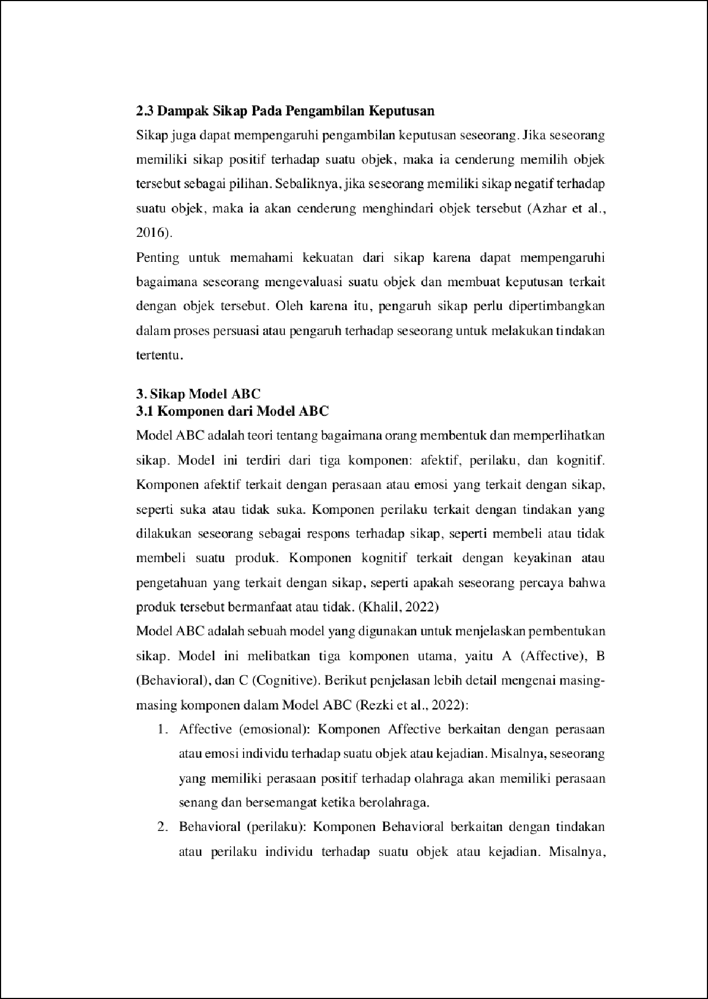 2.3 Dampak Sikap Pada Pengambilan Keputusan
Sikap juga dapat mempengaruhi pengambilan keputusan seseorang. Jika seseorang
memiliki sikap positif terhadap suatu objek, maka ia cenderung memilih objek
tersebut sebagai pilihan. Sebaliknya, jika seseorang memiliki sikap negatif terhadap
suatu objek, maka ia akan cenderung menghindari objek tersebut (Azhar et al.,
2016).
Penting untuk memahami kekuatan dari sikap karena dapat mempengaruhi
bagaimana seseorang mengevaluasi suatu objek dan membuat keputusan terkait
dengan objek tersebut. Oleh karena itu, pengaruh sikap perlu dipertimbangkan
dalam proses persuasi atau pengaruh terhadap seseorang untuk melakukan tindakan
tertentu.
3. Sikap Model ABC
3.1 Komponen dari Model ABC
Model ABC adalah teori tentang bagaimana orang membentuk dan memperlihatkan
sikap. Model ini terdiri dari tiga komponen: afektif, perilaku, dan kognitif.
Komponen afektif terkait dengan perasaan atau emosi yang terkait dengan sikap,
seperti suka atau tidak suka. Komponen perilaku terkait dengan tindakan yang
dilakukan seseorang sebagai respons terhadap sikap, seperti membeli atau tidak
membeli suatu produk. Komponen kognitif terkait dengan keyakinan atau
pengetahuan yang terkait dengan sikap, seperti apakah seseorang percaya bahwa
produk tersebut bermanfaat atau tidak. (Khalil, 2022)
Model ABC adalah sebuah model yang digunakan untuk menjelaskan pembentukan
sikap. Model ini melibatkan tiga komponen utama, yaitu A (Affective), B
(Behavioral), dan C (Cognitive). Berikut penjelasan lebih detail mengenai masing-
masing komponen dalam Model ABC (Rezki et al., 2022):
1. Affective (emosional): Komponen Affective berkaitan dengan perasaan
atau emosi individu terhadap suatu objek atau kejadian. Misalnya, seseorang
yang memiliki perasaan positif terhadap olahraga akan memiliki perasaan
senang dan bersemangat ketika berolahraga.
2. Behavioral (perilaku): Komponen Behavioral berkaitan dengan tindakan
atau perilaku individu terhadap suatu objek atau kejadian. Misalnya,